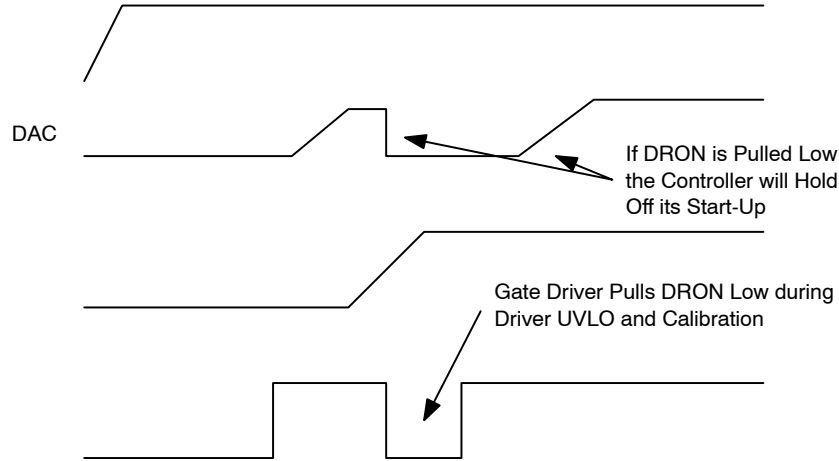 DAC
If DRON is Pulled Low
the Controller will Hold
Off its Start-Up
Gate Driver Pulls DRON Low during
Driver UVLO and Calibration